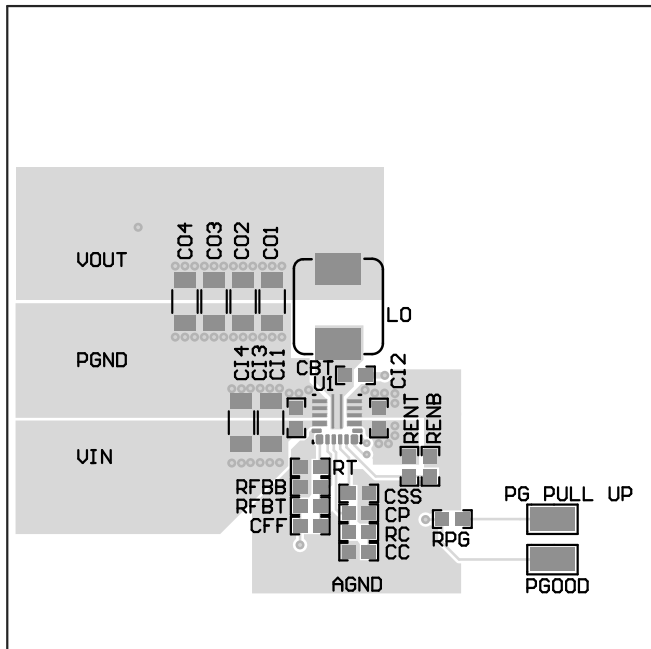 CO4
CO3
CO2
CO1
VOUT
LO
PGND
CI4
CI3
CI1
CBT
CI2
U1
RENT
RENB
VIN
RT
RFBB
CSS
PG PULL UP
RFBT
CP
CFF
RC
RPG
CC
AGND
PGOOD